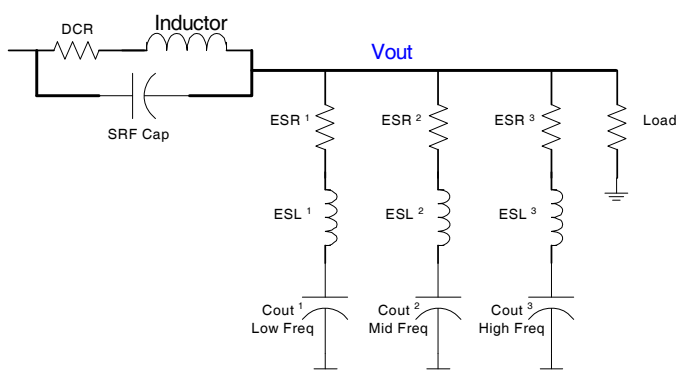 DCR
Inductor
SRF Cap
Vout
ESR 1
ESR 2
ESR 3
Load
ESL 1
ESL 2
ESL 3
Cout 1
Low Freq
Cout 2
Mid Freq
Cout 3
High Freq